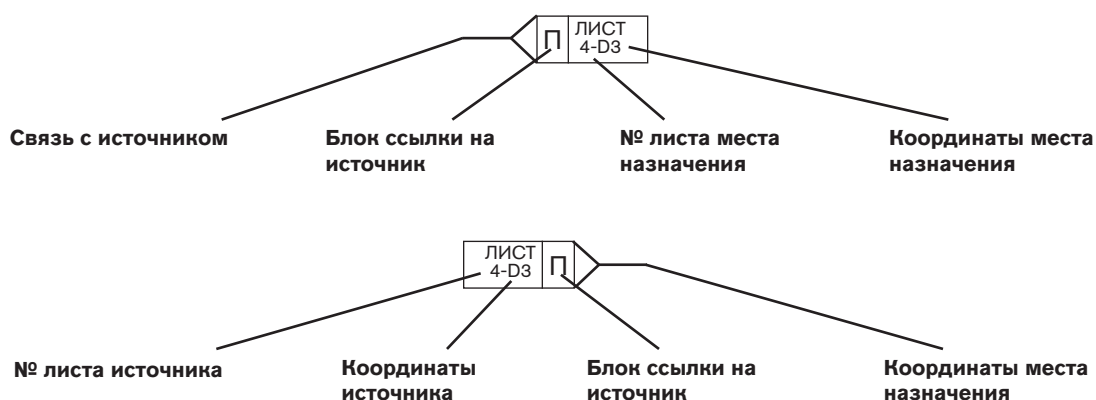 П
ЛИСТ
4-D3
Связь с источником
Блок ссылки на
источник
№ листа места
назначения
Координаты места
назначения
ЛИСТ
4-D3
П
№ листа источника
Координаты
источника
Блок ссылки на
источник
Координаты места
назначения